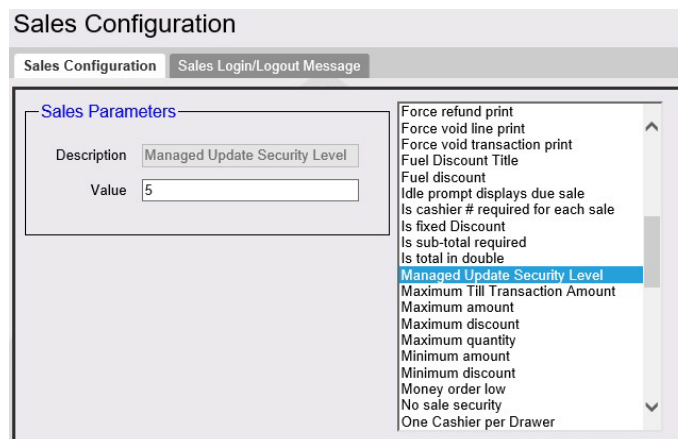 Sales Configuration
Sales Configuration
Sales Login/Logout Message
Sales Parameters
Description
Managed Update Security Level
Value
5
Force refund print
Force void line print
Force void transaction print
Fuel Discount Title
Fuel discount
Idle prompt displays due sale
Is cashier # required for each sale
Is fixed Discount
Is sub-total required
Is total in double
Managed Update Security Level
Maximum Till Transaction Amount
Maximum amount
Maximum discount
Maximum quantity
Minimum amount
Minimum discount
Money order low
No sale security
One Cashier per Drawer